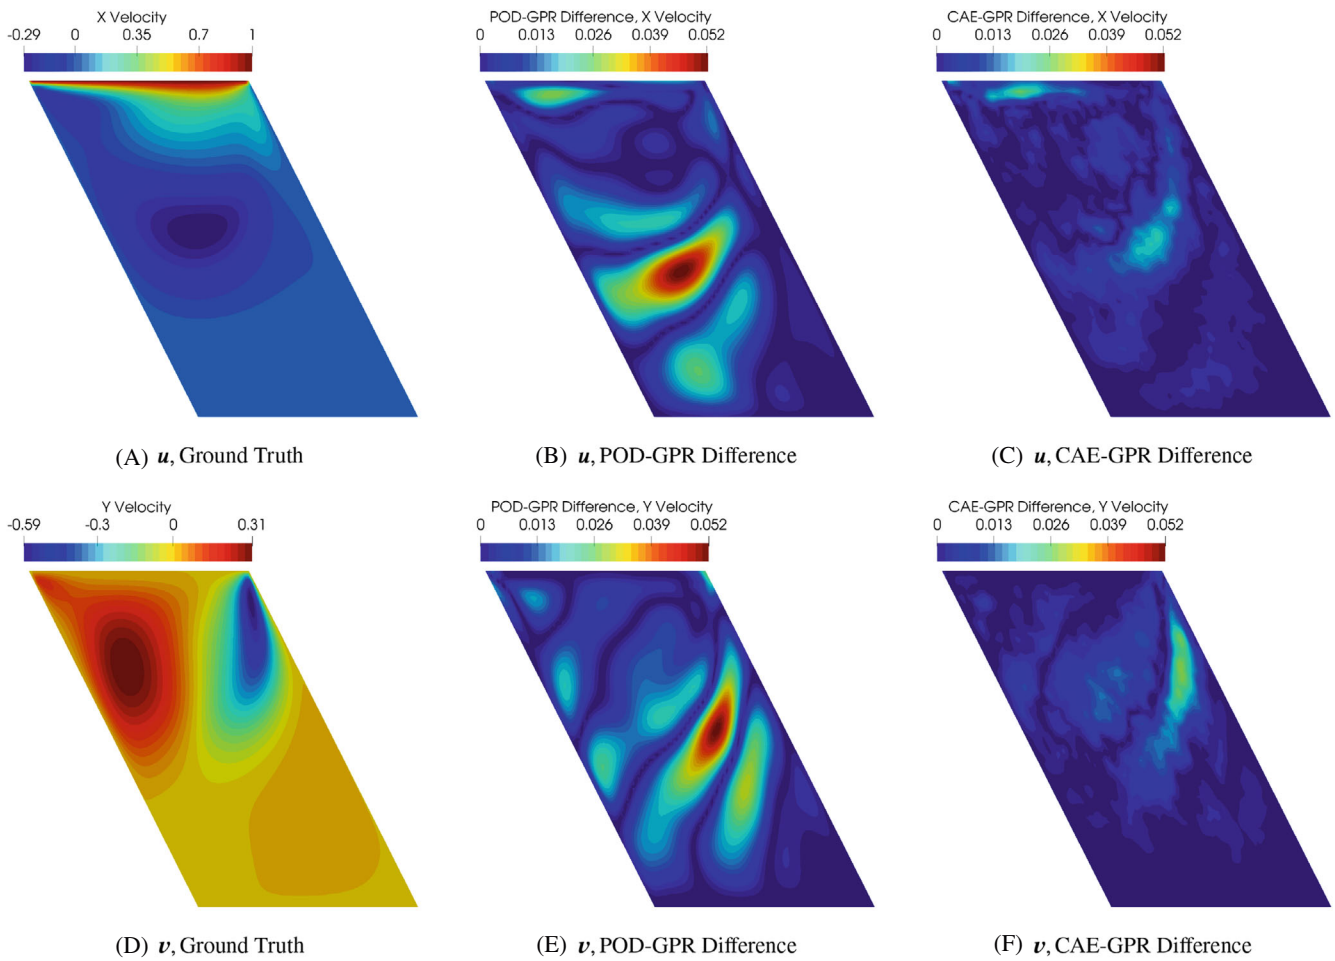 X Velocity
-0.29 0 0.35 0.7 1
POD-GPR Difference, X Velocity
0 0.013 0.026 0.039 0.052
CAE-GPR Difference, X Velocity
0 0.013 0.026 0.039 0.052
(A) u, Ground Truth
(B) u, POD-GPR Difference
(C) u, CAE-GPR Difference
Y Velocity
-0.59 -0.3 0 0.31
POD-GPR Difference, Y Velocity
0 0.013 0.026 0.039 0.052
CAE-GPR Difference, Y Velocity
0 0.013 0.026 0.039 0.052
(D) v, Ground Truth
(E) v, POD-GPR Difference
(F) v, CAE-GPR Difference